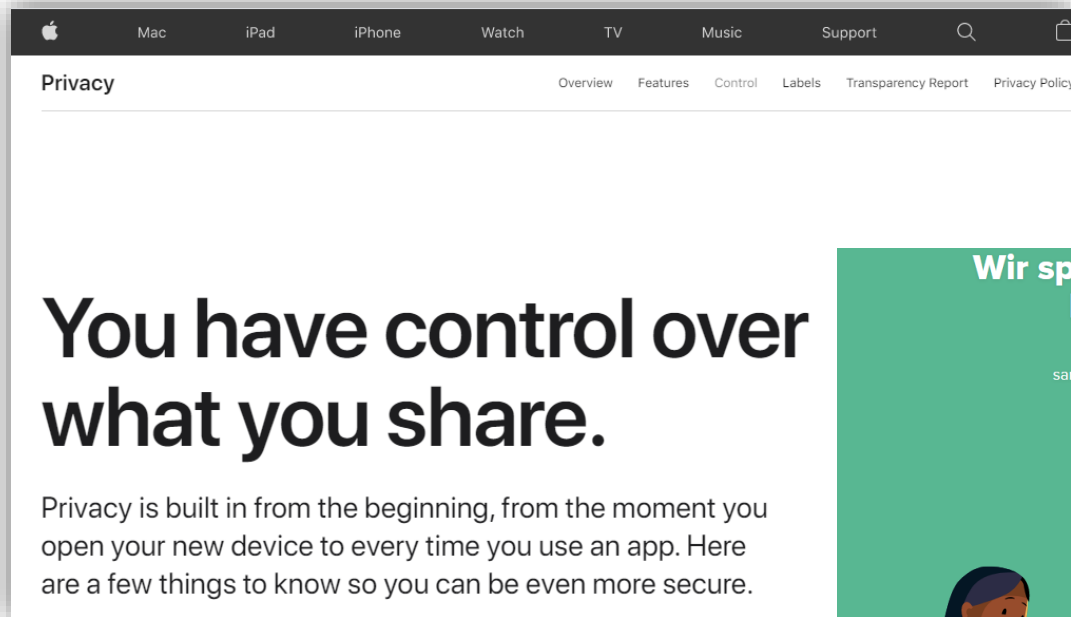 Mac iPad iPhone Watch TV Music Support
Privacy Overview Features Control Labels Transparency Report Privacy Policy
You have control over
what you share.
Privacy is built in from the beginning, from the moment you
open your new device to every time you use an app. Here
are a few things to know so you can be even more secure.
Wir